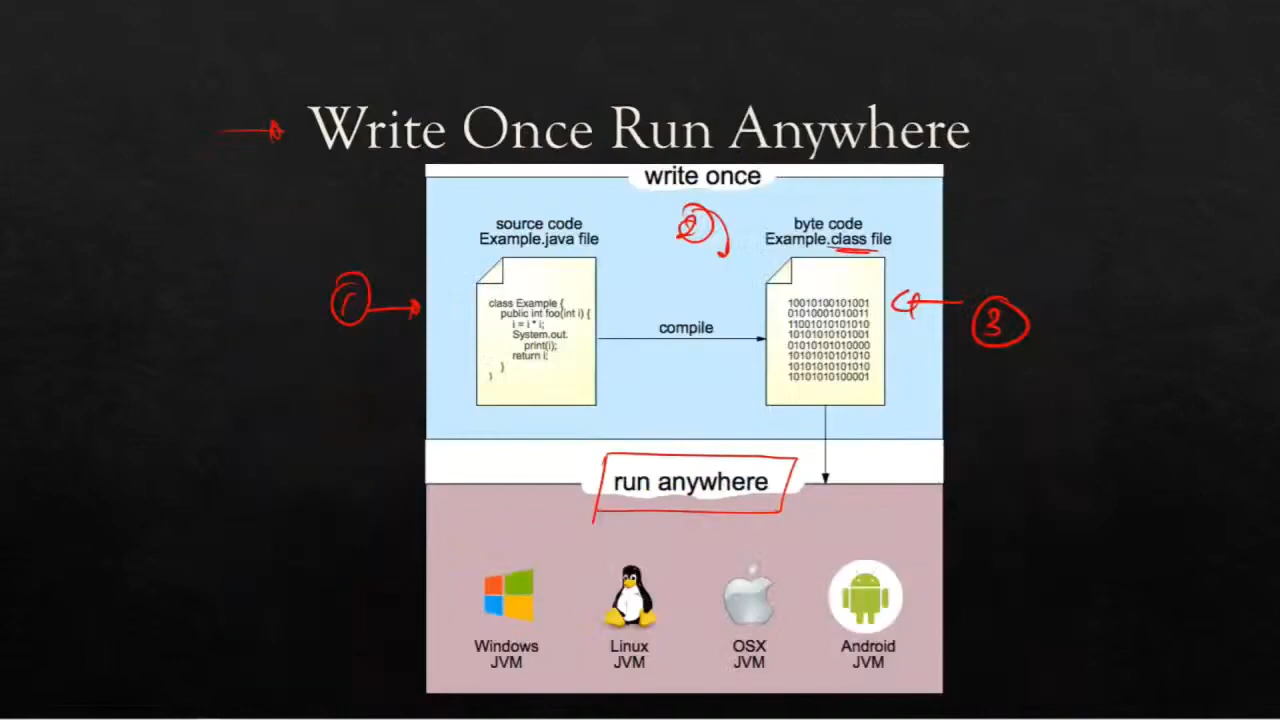 Write Once Run Anywhere
write once
2
source code
Example.java file
byte code
Example.class file
1
class Example {
public int foo(int i) {
i = i * i;
System.out.
print(i);
return i;
}
}
compile
10010100101001
01010001010011
11001010101010
10101010101001
01010101010000
10101010101010
10101010101010
10101010100001
3
run anywhere
Windows
JVM
Linux
JVM
OSX
JVM
Android
JVM